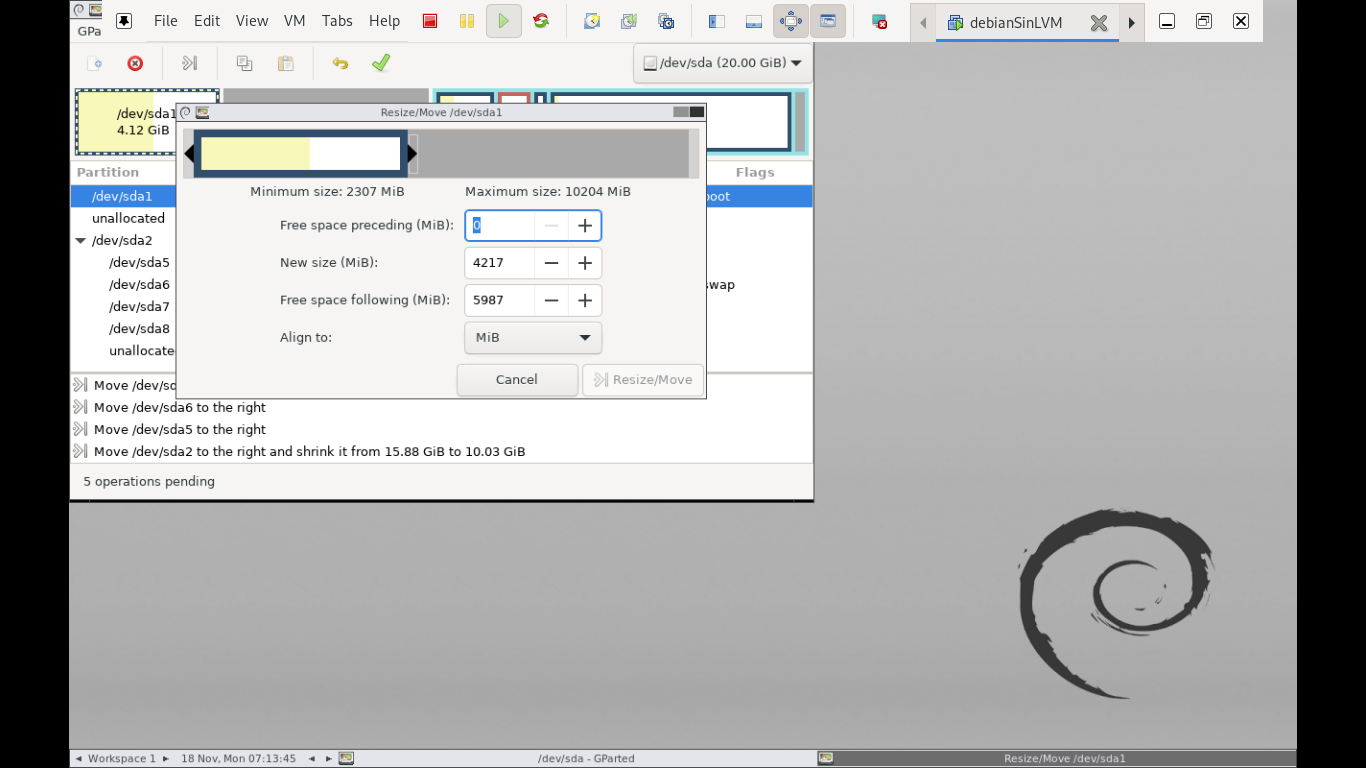 File Edit View VM Tabs Help
debianSinLVM
GPa
/dev/sda (20.00 GiB)
/dev/sda1
4.12 GiB
Resize/Move /dev/sda1
Minimum size: 2307 MiB Maximum size: 10204 MiB
Free space preceding (MiB): 0
New size (MiB): 4217
Free space following (MiB): 5987
Align to: MiB
Cancel Resize/Move
Partition Flags
/dev/sda1
unallocated
/dev/sda2
/dev/sda5
/dev/sda6 swap
/dev/sda7
/dev/sda8
unallocate
Move /dev/sd
Move /dev/sda6 to the right
Move /dev/sda5 to the right
Move /dev/sda2 to the right and shrink it from 15.88 GiB to 10.03 GiB
5 operations pending
Workspace 1 18 Nov, Mon 07:13:45 /dev/sda - GParted Resize/Move /dev/sda1